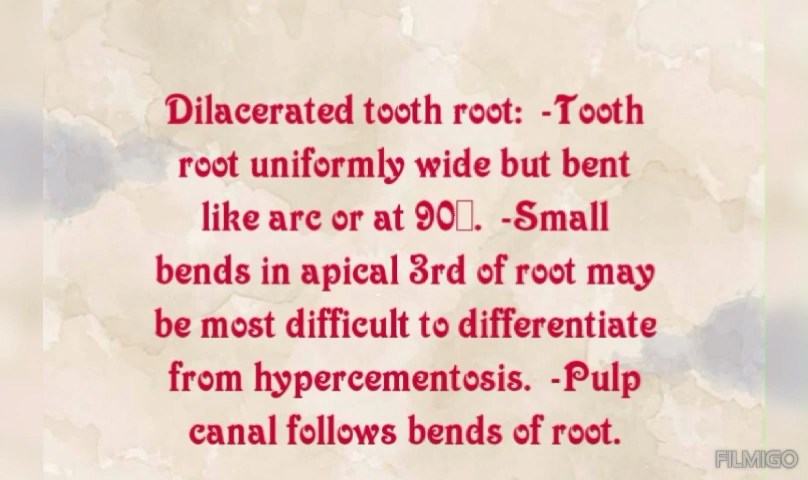 Dilacerated tooth root:  -Tooth
root uniformly wide but bent
like arc or at 90□.  -Small
bends in apical 3rd of root may
be most difficult to differentiate
from hypercementosis.  -Pulp
canal follows bends of root.
FILMIGO